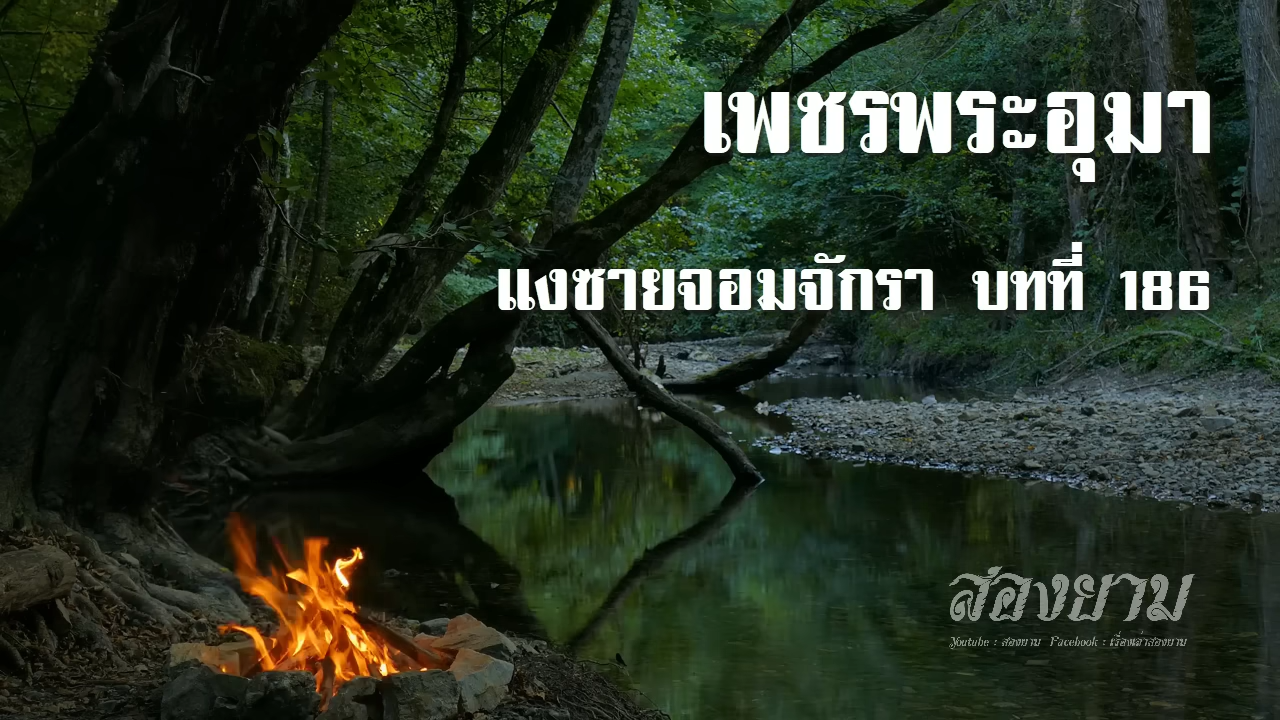 เพชรพระอุมา
แงซายจอมจักรา บทที่ 186
ส่องยาม
Youtube : สองยาม Facebook : เรื่องเล่าสองยาม